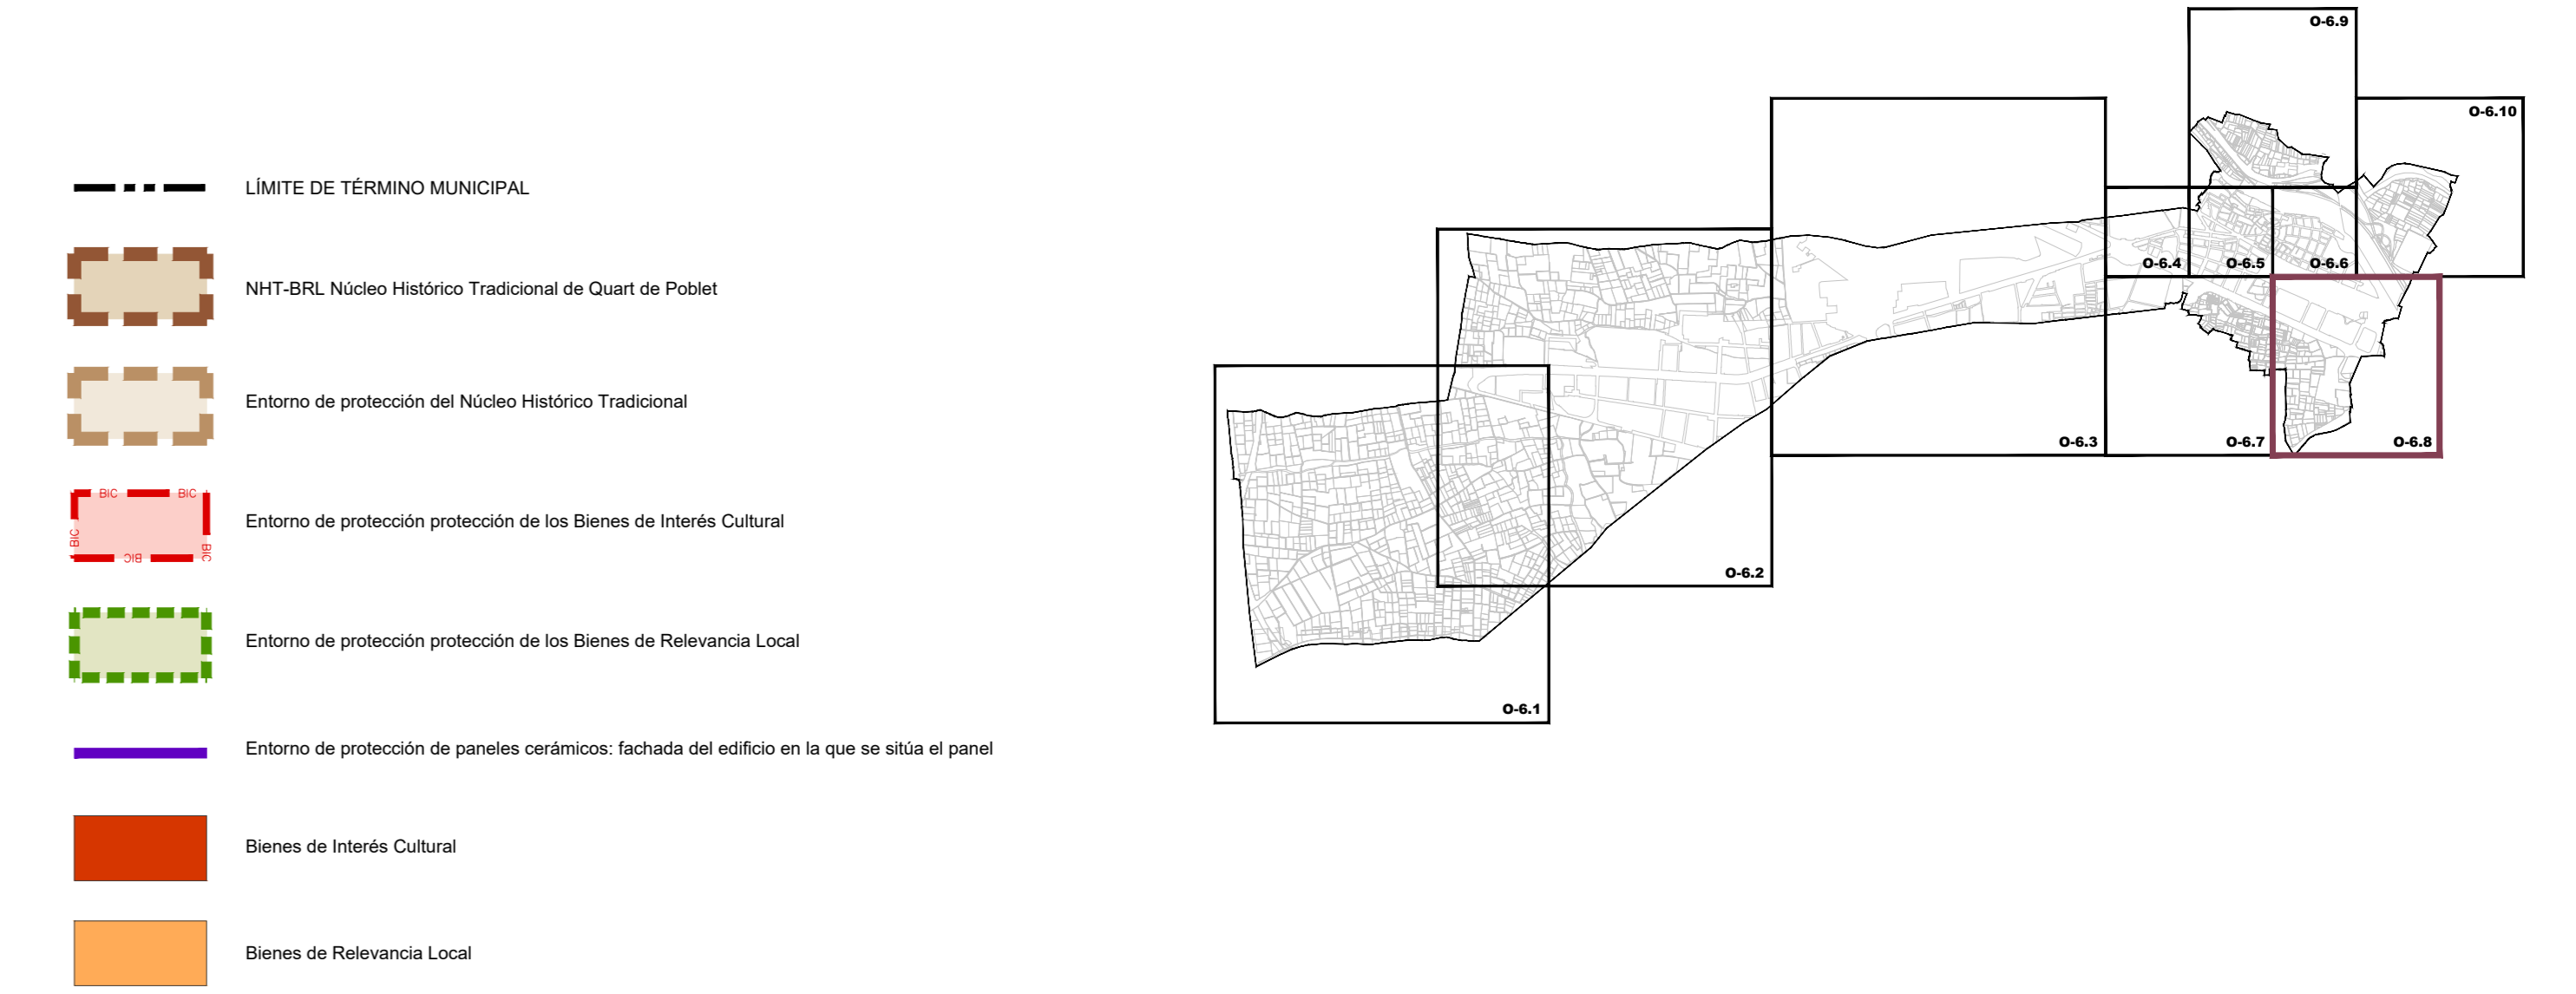 LÍMITE DE TÉRMINO MUNICIPAL
NHT-BRL Núcleo Histórico Tradicional de Quart de Poblet
Entorno de protección del Núcleo Histórico Tradicional
BIC BIC
BIC
BIC
BIC
Entorno de protección protección de los Bienes de Interés Cultural
Entorno de protección protección de los Bienes de Relevancia Local
Entorno de protección de paneles cerámicos: fachada del edificio en la que se sitúa el panel
Bienes de Interés Cultural
Bienes de Relevancia Local
O-6.9
O-6.10
O-6.4
O-6.5
O-6.6
O-6.3
O-6.7
O-6.8
O-6.2
O-6.1